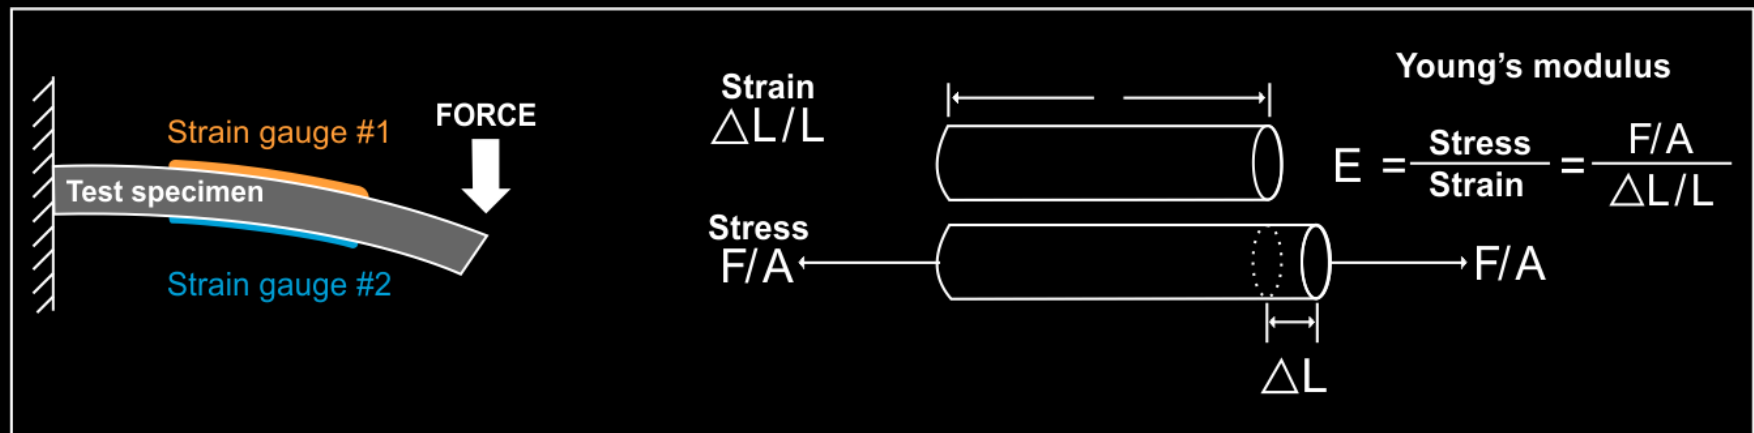 Strain gauge #1
FORCE
Test specimen
Strain gauge #2
Strain
△L/L
Stress
F/A
F/A
△L
Young's modulus
E = Stress/Strain = F/A/△L/L